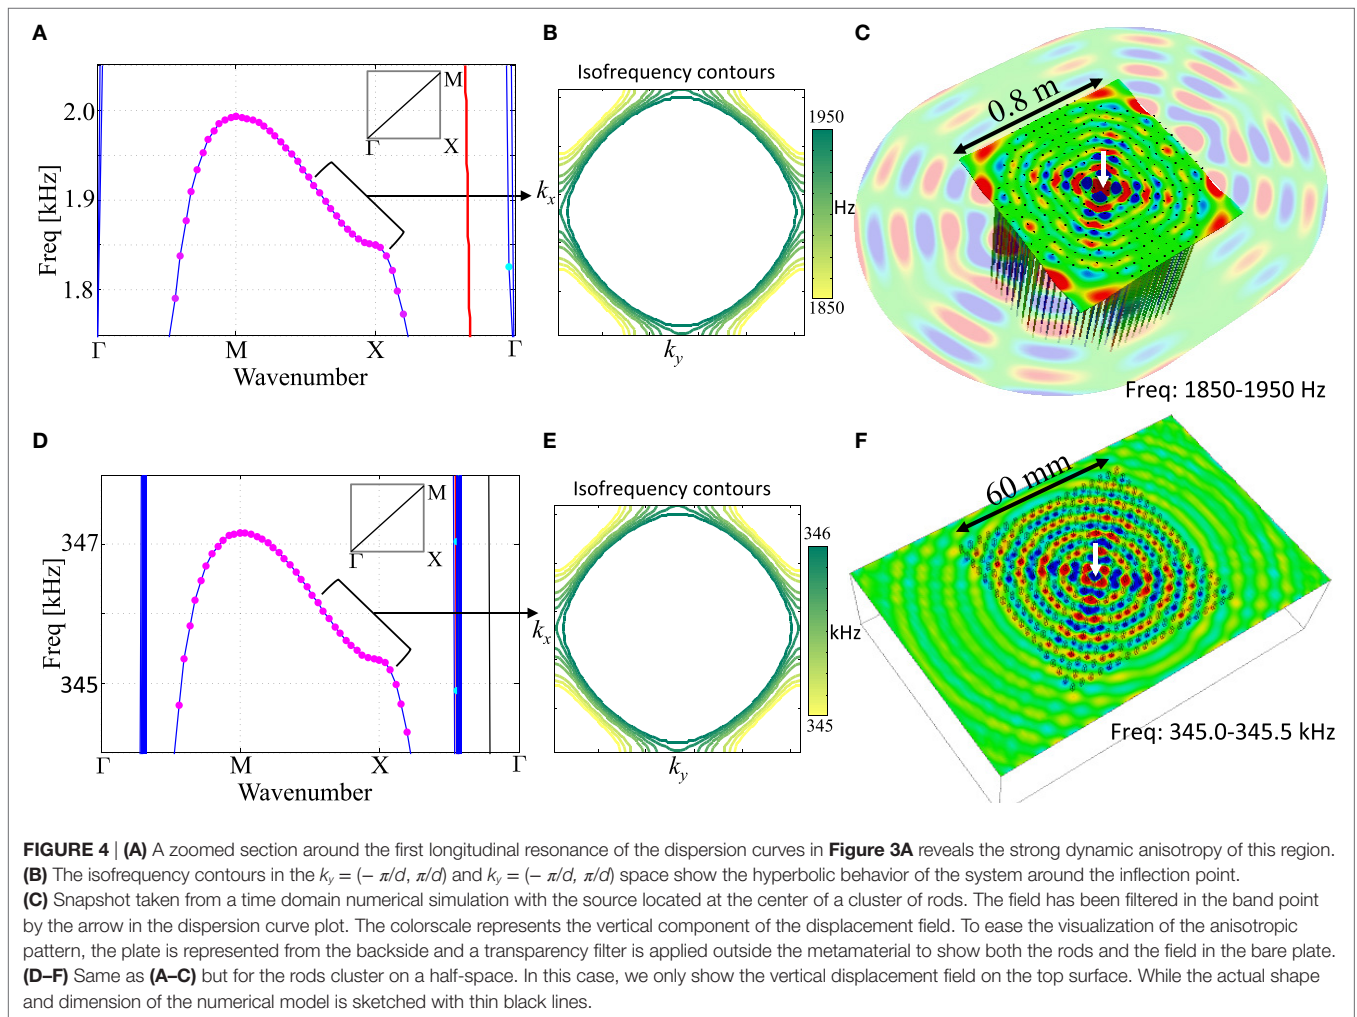 A
2.0
1.9
1.8
Freq [kHz]
Γ
M
X
Γ
Wavenumber
M
Γ
X
B
Isofrequency contours
k_x
k_y
1950
Hz
1850
C
0.8 m
Freq: 1850-1950 Hz
D
347
345
Freq [kHz]
Γ
M
X
Γ
Wavenumber
M
Γ
X
E
Isofrequency contours
k_x
k_y
346
kHz
345
F
60 mm
Freq: 345.0-345.5 kHz
FIGURE 4 | (A) A zoomed section around the first longitudinal resonance of the dispersion curves in Figure 3A reveals the strong dynamic anisotropy of this region.
(B) The isofrequency contours in the k_y = (− π/d, π/d) and k_y = (− π/d, π/d) space show the hyperbolic behavior of the system around the inflection point.
(C) Snapshot taken from a time domain numerical simulation with the source located at the center of a cluster of rods. The field has been filtered in the band point
by the arrow in the dispersion curve plot. The colorscale represents the vertical component of the displacement field. To ease the visualization of the anisotropic
pattern, the plate is represented from the backside and a transparency filter is applied outside the metamaterial to show both the rods and the field in the bare plate.
(D–F) Same as (A–C) but for the rods cluster on a half-space. In this case, we only show the vertical displacement field on the top surface. While the actual shape
and dimension of the numerical model is sketched with thin black lines.